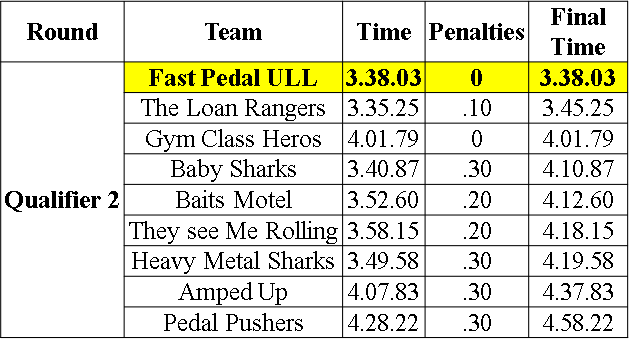 Round Team Time Penalties Final Time
Qualifier 2
Fast Pedal ULL 3.38.03 0 3.38.03
The Loan Rangers 3.35.25 .10 3.45.25
Gym Class Heros 4.01.79 0 4.01.79
Baby Sharks 3.40.87 .30 4.10.87
Baits Motel 3.52.60 .20 4.12.60
They see Me Rolling 3.58.15 .20 4.18.15
Heavy Metal Sharks 3.49.58 .30 4.19.58
Amped Up 4.07.83 .30 4.37.83
Pedal Pushers 4.28.22 .30 4.58.22